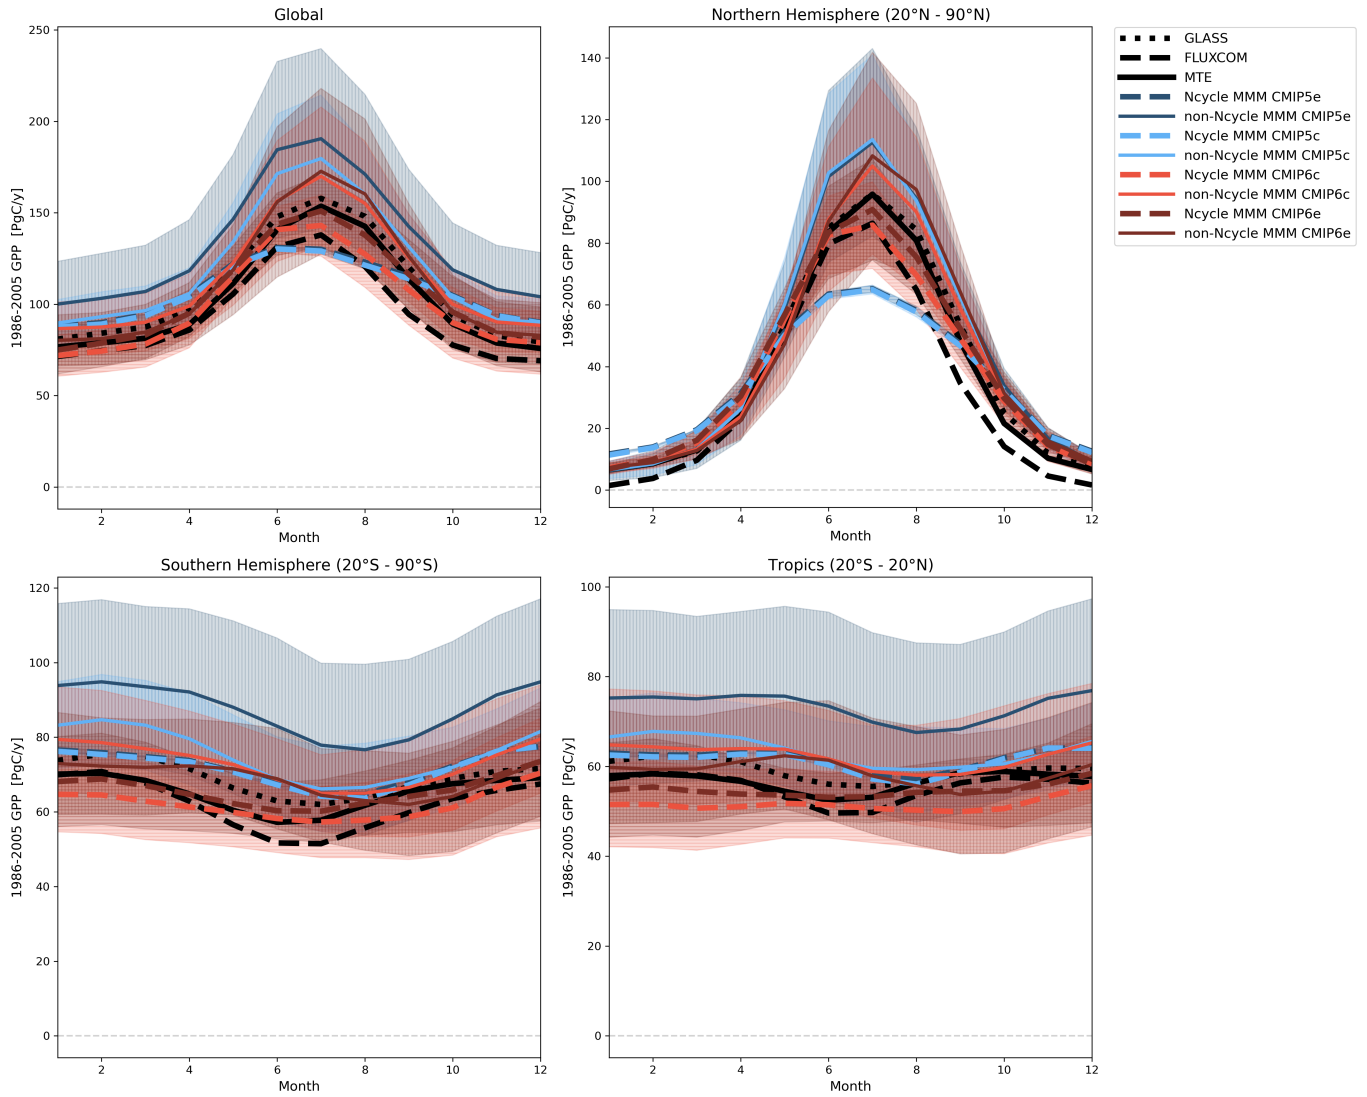 Global
250
200
150
100
50
0
1986-2005 GPP [PgC/y]
2
4
6
8
10
12
Month
Northern Hemisphere (20°N - 90°N)
140
120
100
80
60
40
20
0
1986-2005 GPP [PgC/y]
2
4
6
8
10
12
Month
GLASS
FLUXCOM
MTE
Ncycle MMM CMIP5e
non-Ncycle MMM CMIP5e
Ncycle MMM CMIP5c
non-Ncycle MMM CMIP5c
Ncycle MMM CMIP6c
non-Ncycle MMM CMIP6c
Ncycle MMM CMIP6e
non-Ncycle MMM CMIP6e
Southern Hemisphere (20°S - 90°S)
120
100
80
60
40
20
0
1986-2005 GPP [PgC/y]
2
4
6
8
10
12
Month
Tropics (20°S - 20°N)
100
80
60
40
20
0
1986-2005 GPP [PgC/y]
2
4
6
8
10
12
Month